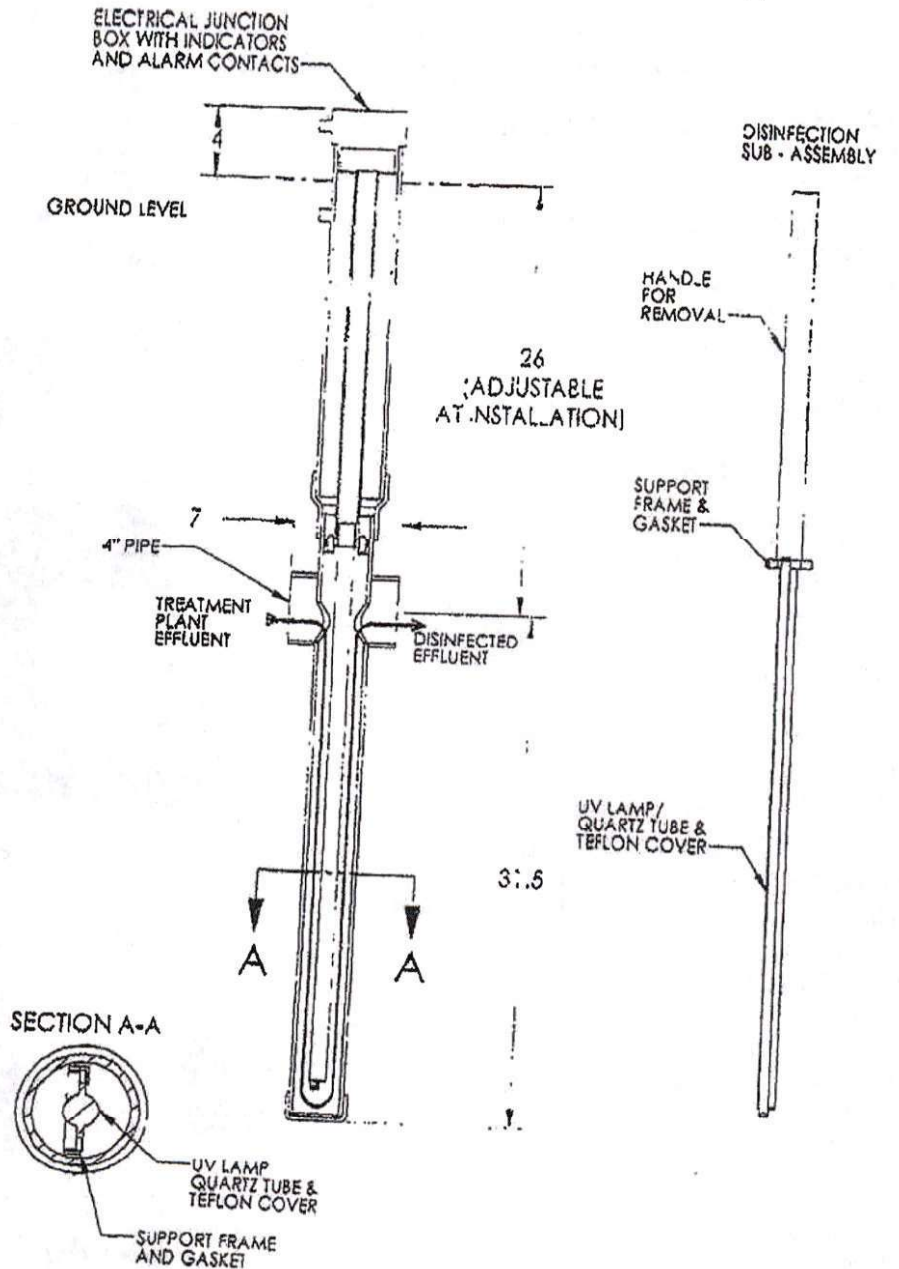 ELECTRICAL JUNCTION
BOX WITH INDICATORS
AND ALARM CONTACTS
4
GROUND LEVEL
DISINFECTION
SUB - ASSEMBLY
HANDLE
FOR
REMOVAL
26
(ADJUSTABLE
AT INSTALLATION)
SUPPORT
FRAME &
GASKET
7
4" PIPE
TREATMENT
PLANT
EFFLUENT
DISINFECTED
EFFLUENT
UV LAMP/
QUARTZ TUBE &
TEFLON COVER
31.5
A
A
SECTION A-A
UV LAMP
QUARTZ TUBE &
TEFLON COVER
SUPPORT FRAME
AND GASKET